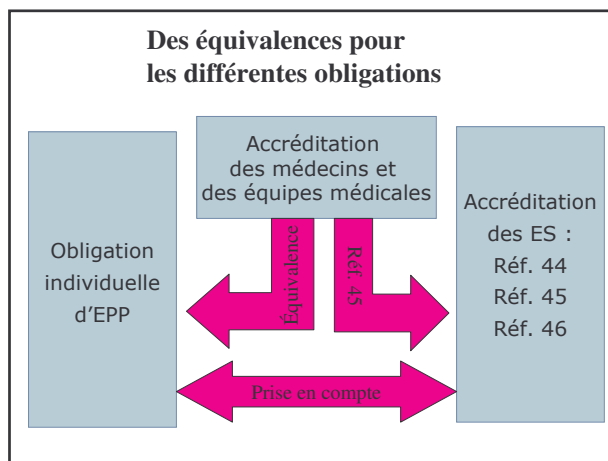 Des équivalences pour
les différentes obligations
Accréditation
des médecins et
des équipes médicales
Obligation
individuelle
d'EPP
Équivalence
Réf. 45
Accréditation
des ES :
Réf. 44
Réf. 45
Réf. 46
Prise en compte